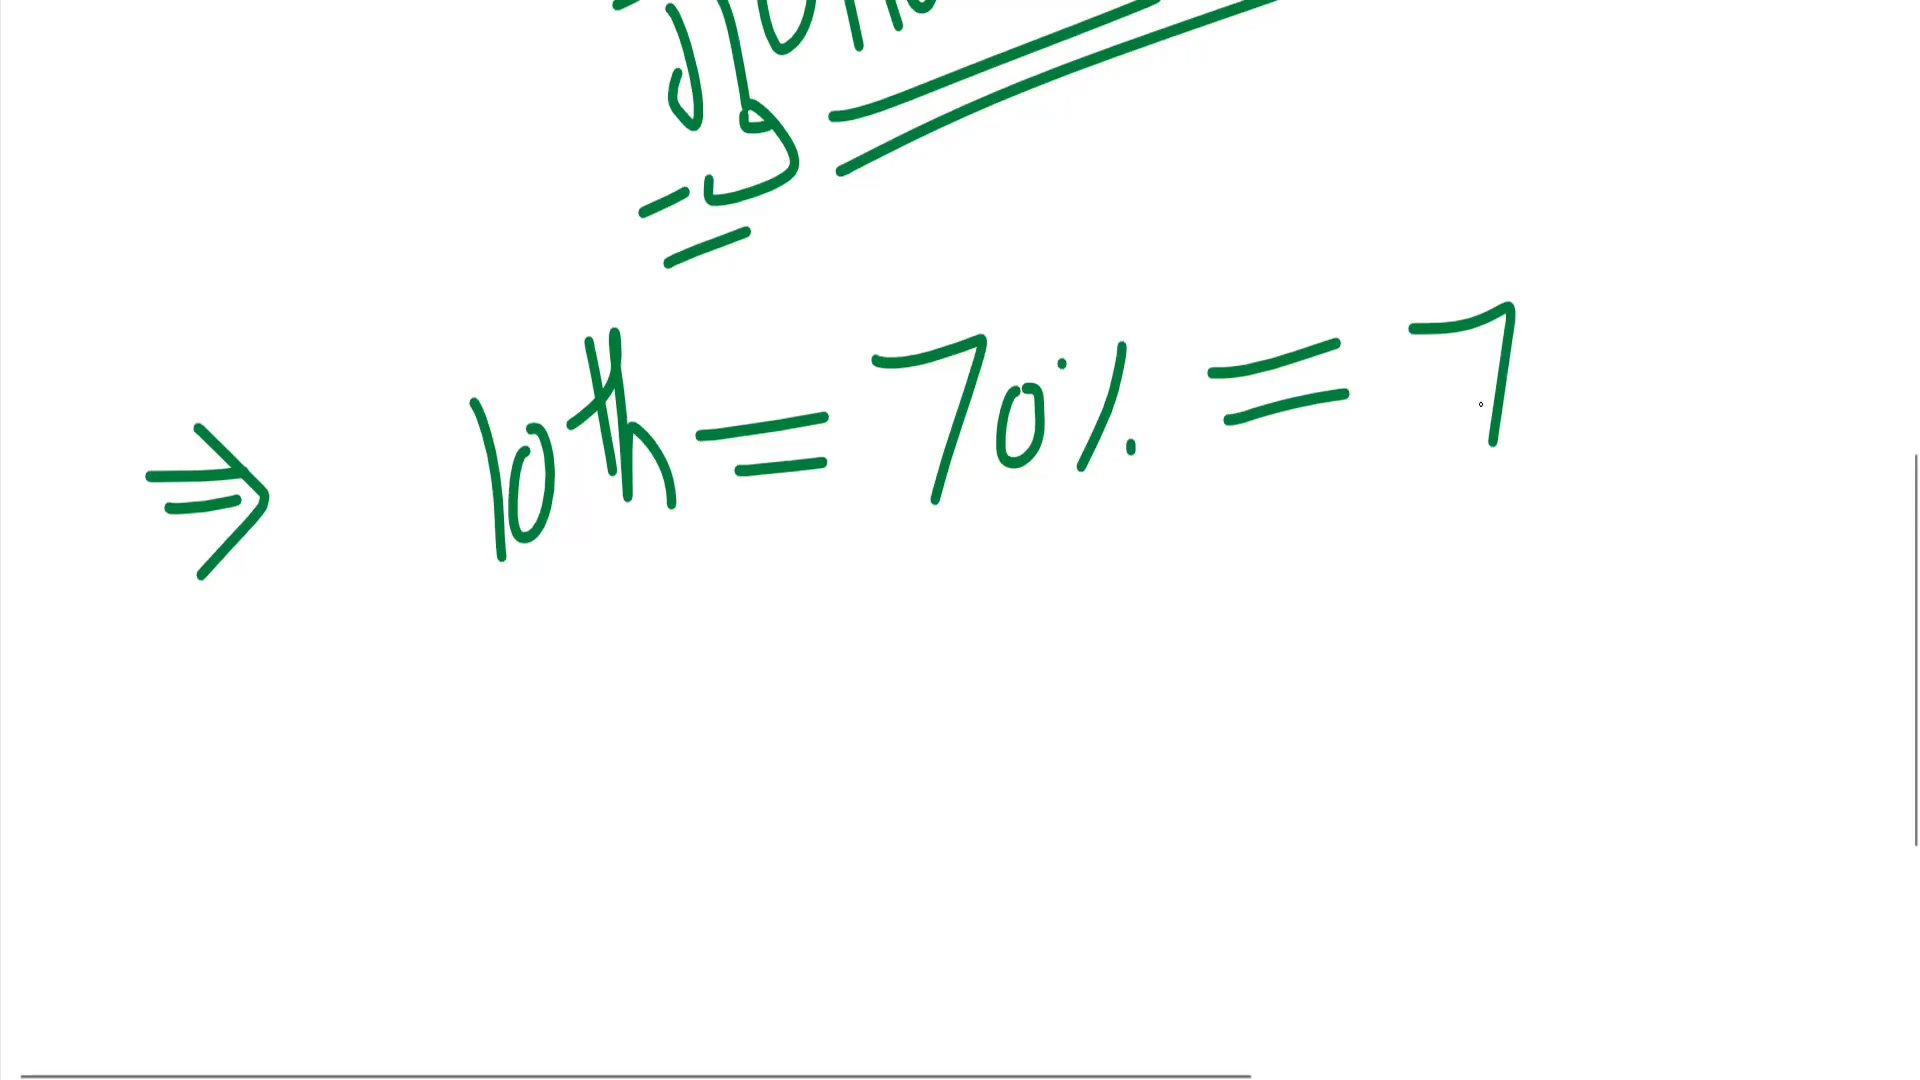 ⇒ 10th = 70% = 7